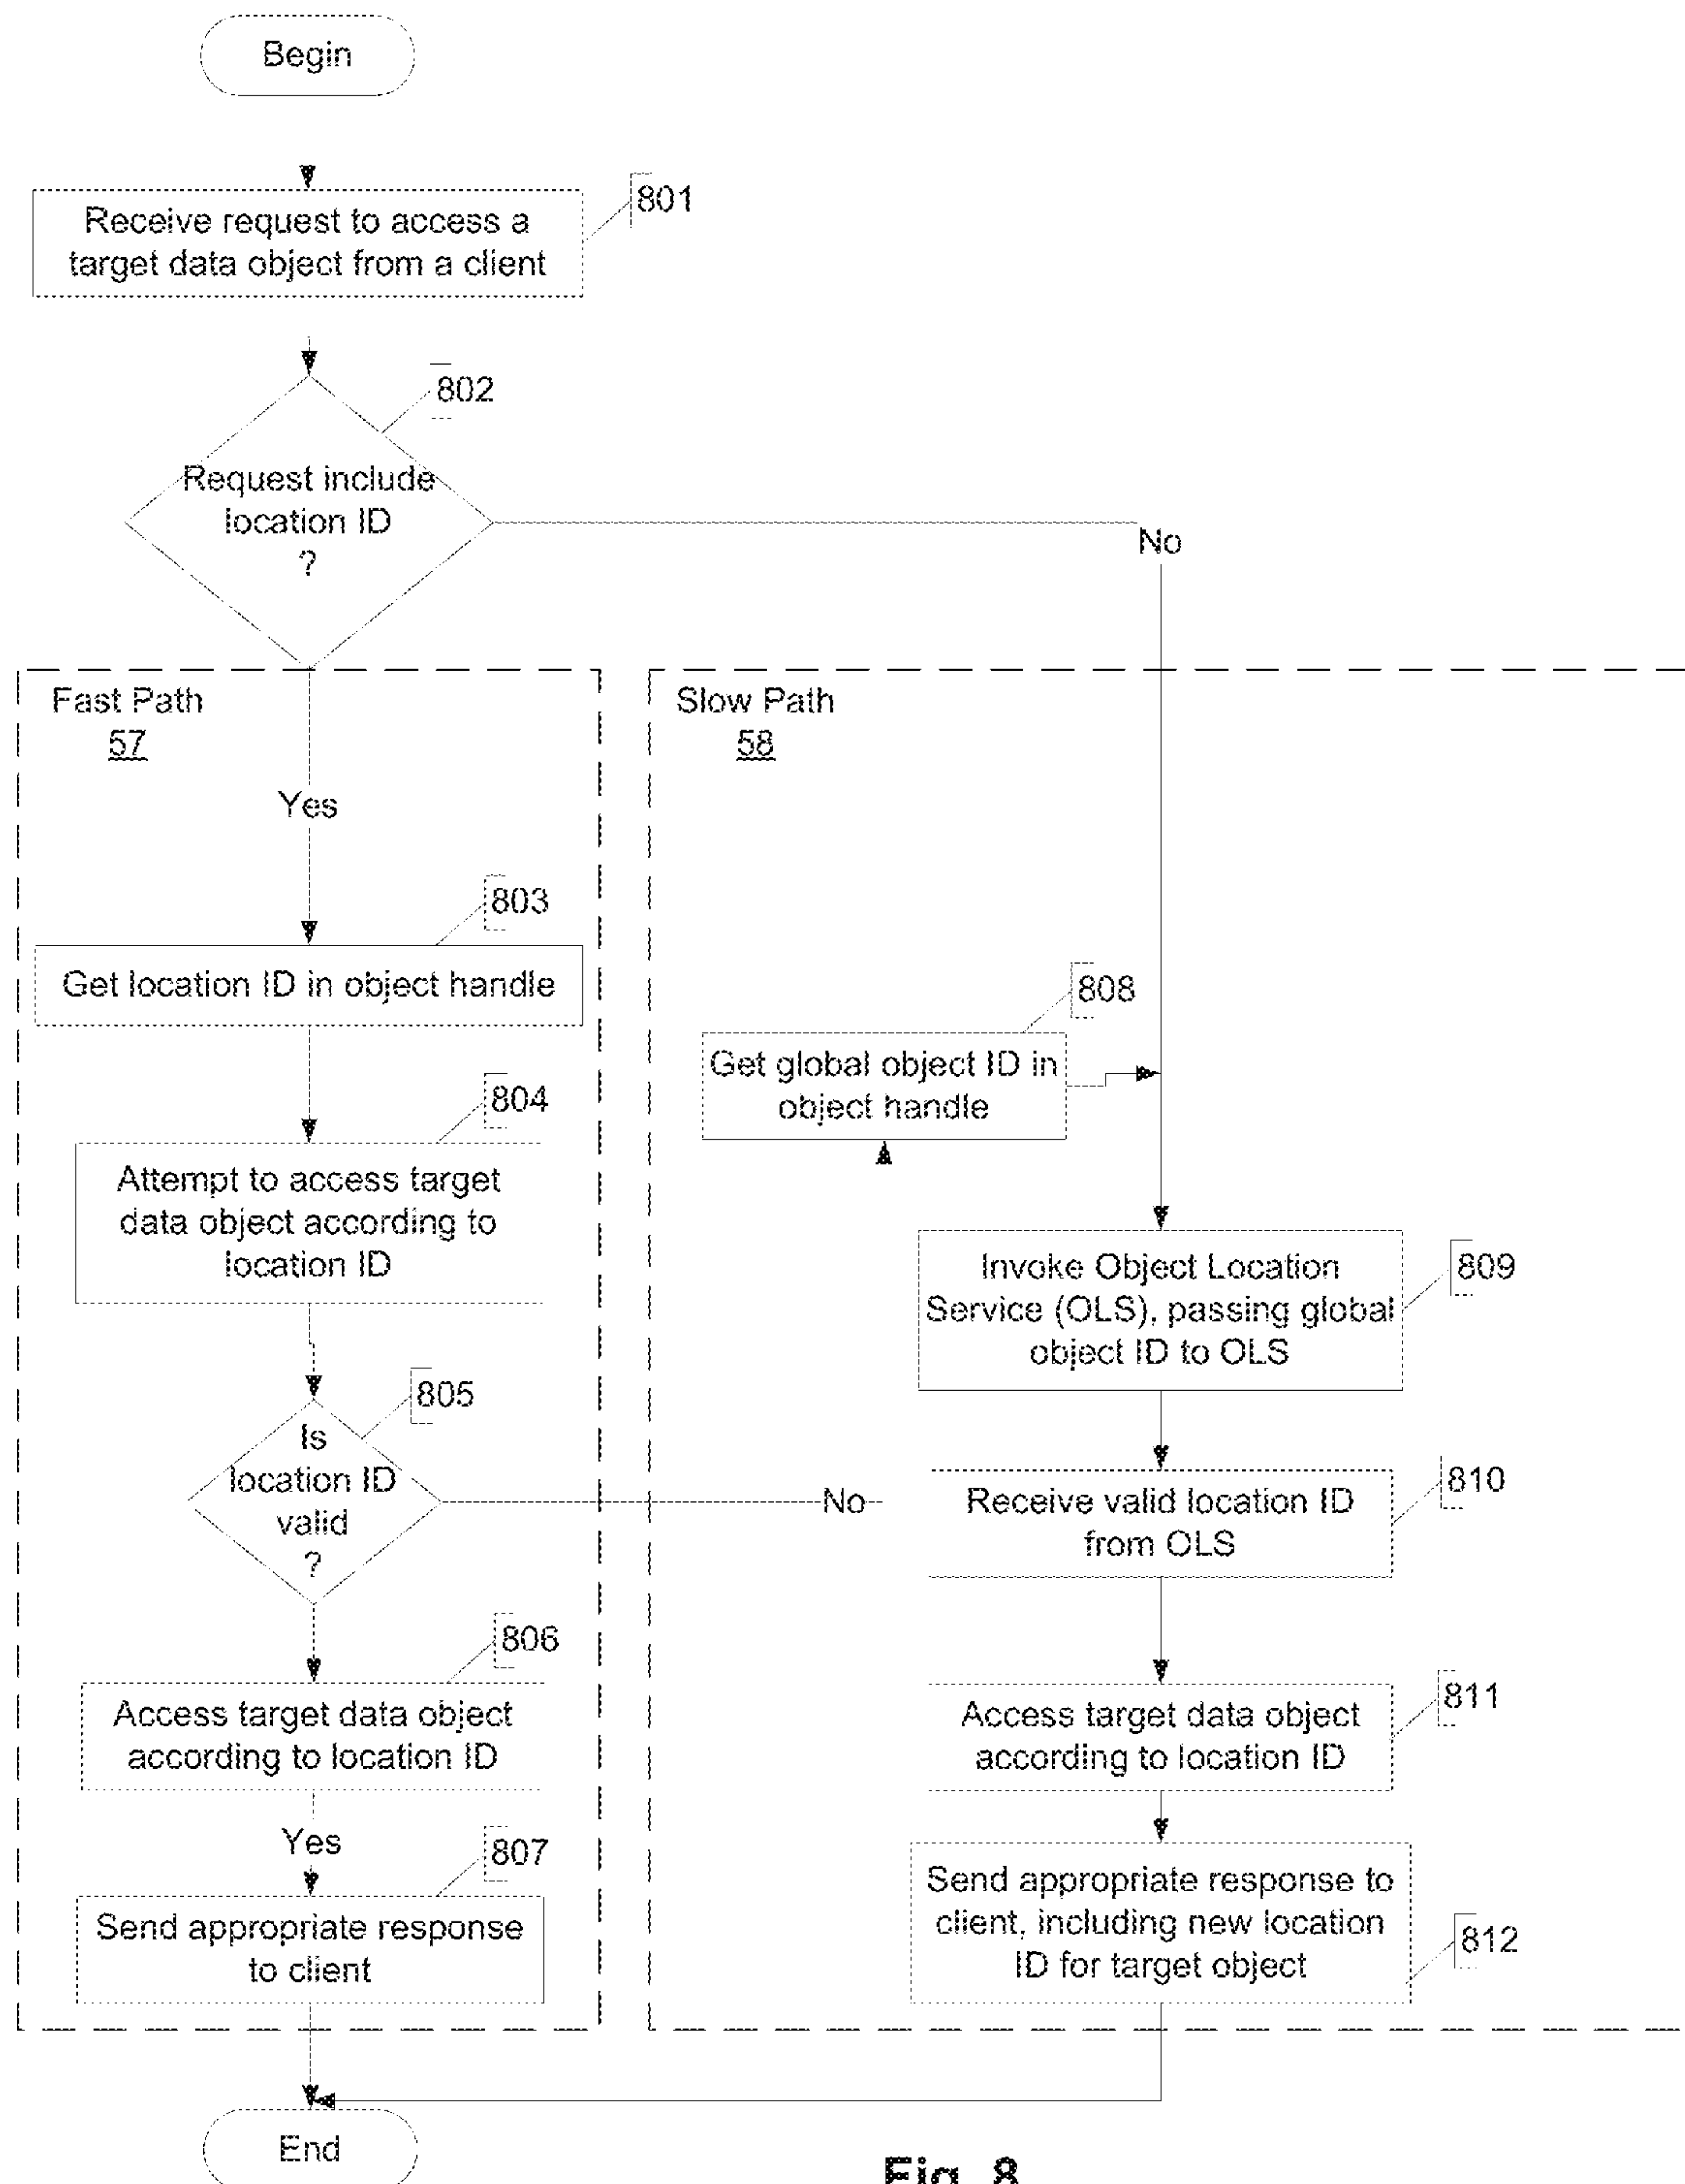 Begin
Receive request to access a
target data object from a client
801
802
Request include
location ID
?
No
Fast Path
57
Slow Path
58
Yes
803
Get location ID in object handle
808
Get global object ID in
object handle
804
Attempt to access target
data object according to
location ID
Invoke Object Location
Service (OLS), passing global
object ID to OLS
809
805
Is
location ID
valid
?
No
Receive valid location ID
from OLS
810
806
Access target data object
according to location ID
Access target data object
according to location ID
811
Yes
807
Send appropriate response
to client
Send appropriate response to
client, including new location
ID for target object
812
End
Fig. 8